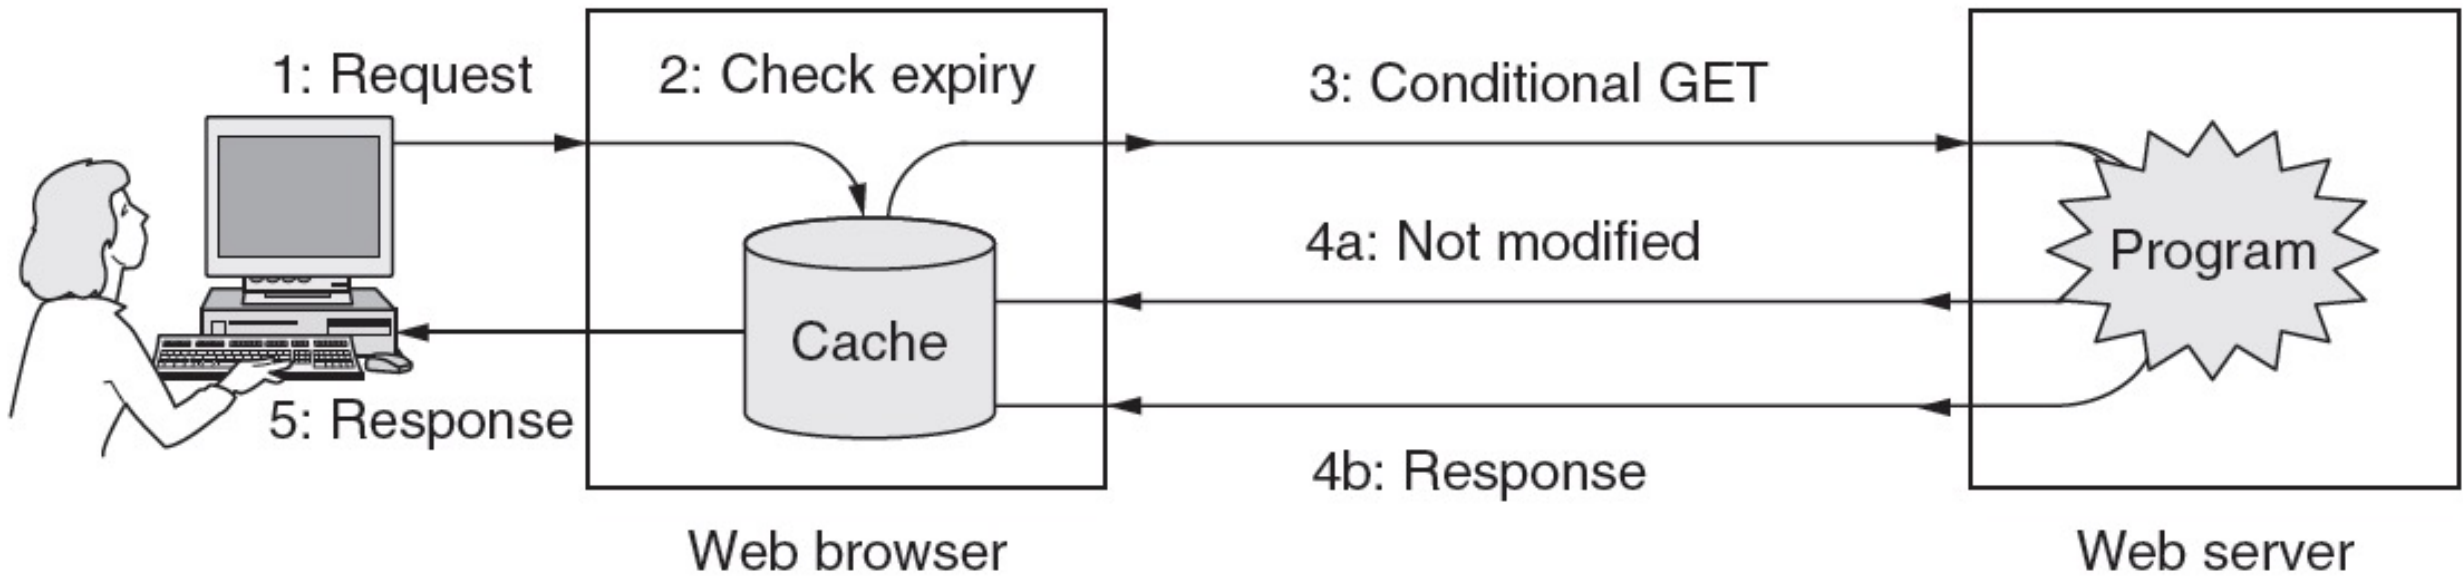 1: Request
2: Check expiry
3: Conditional GET
4a: Not modified
Program
Cache
5: Response
4b: Response
Web browser
Web server